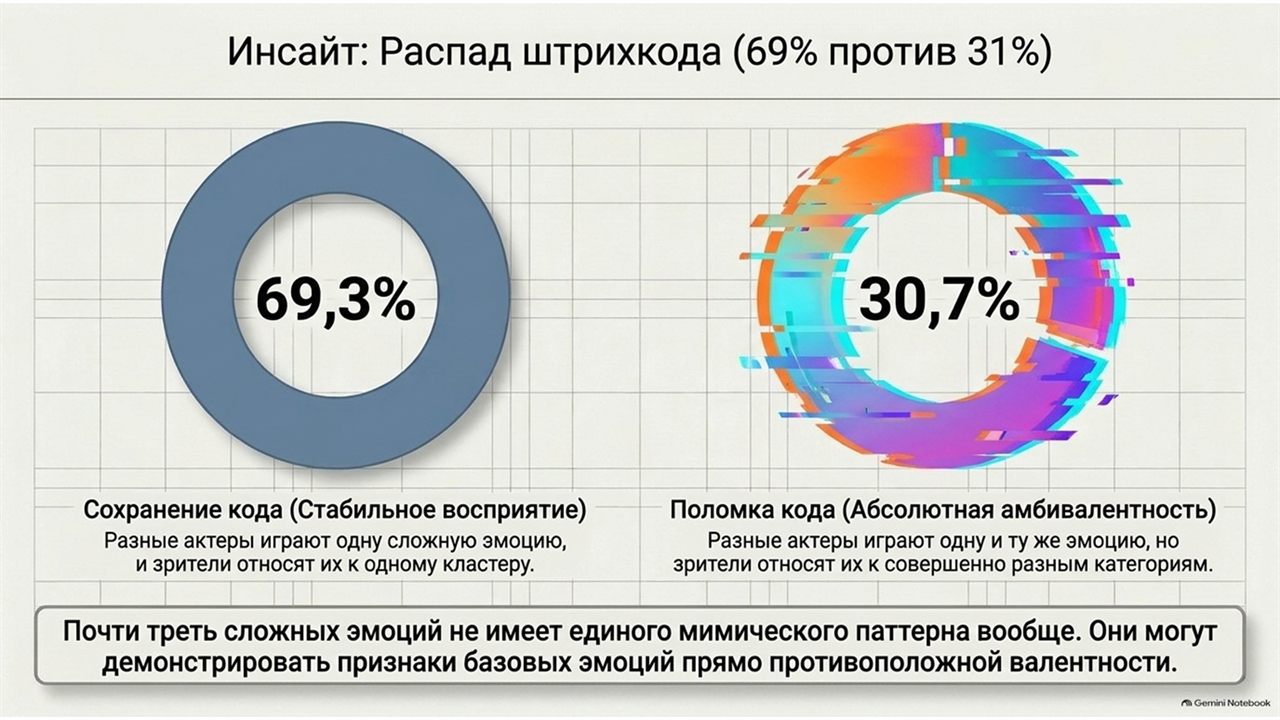 Инсайт: Распад штрихкода (69% против 31%)
69,3%
30,7%
Сохранение кода (Стабильное восприятие)
Разные актеры играют одну сложную эмоцию,
и зрители относят их к одному кластеру.
Поломка кода (Абсолютная амбивалентность)
Разные актеры играют одну и ту же эмоцию, но
зрители относят их к совершенно разным категориям.
Почти треть сложных эмоций не имеет единого мимического паттерна вообще. Они могут
демонстрировать признаки базовых эмоций прямо противоположной валентности.
Gemini Notebook